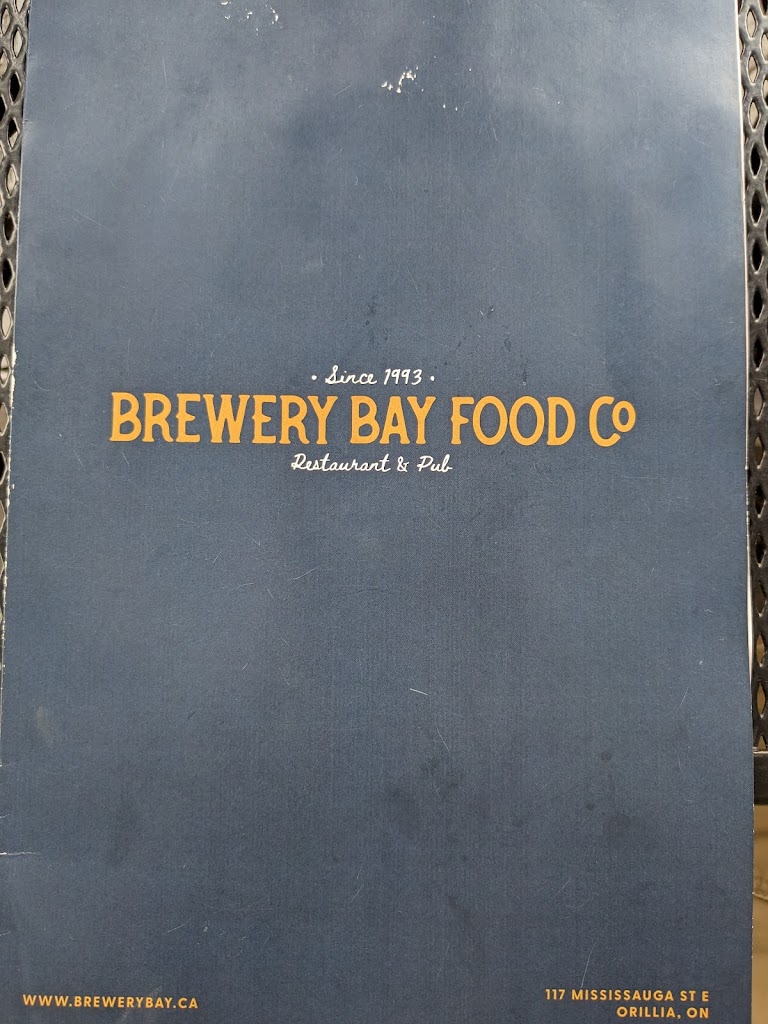 • Since 1993 •
BREWERY BAY FOOD Co
Restaurant & Pub
WWW.BREWERYBAY.CA
117 MISSISSAUGA ST E
ORILLIA, ON